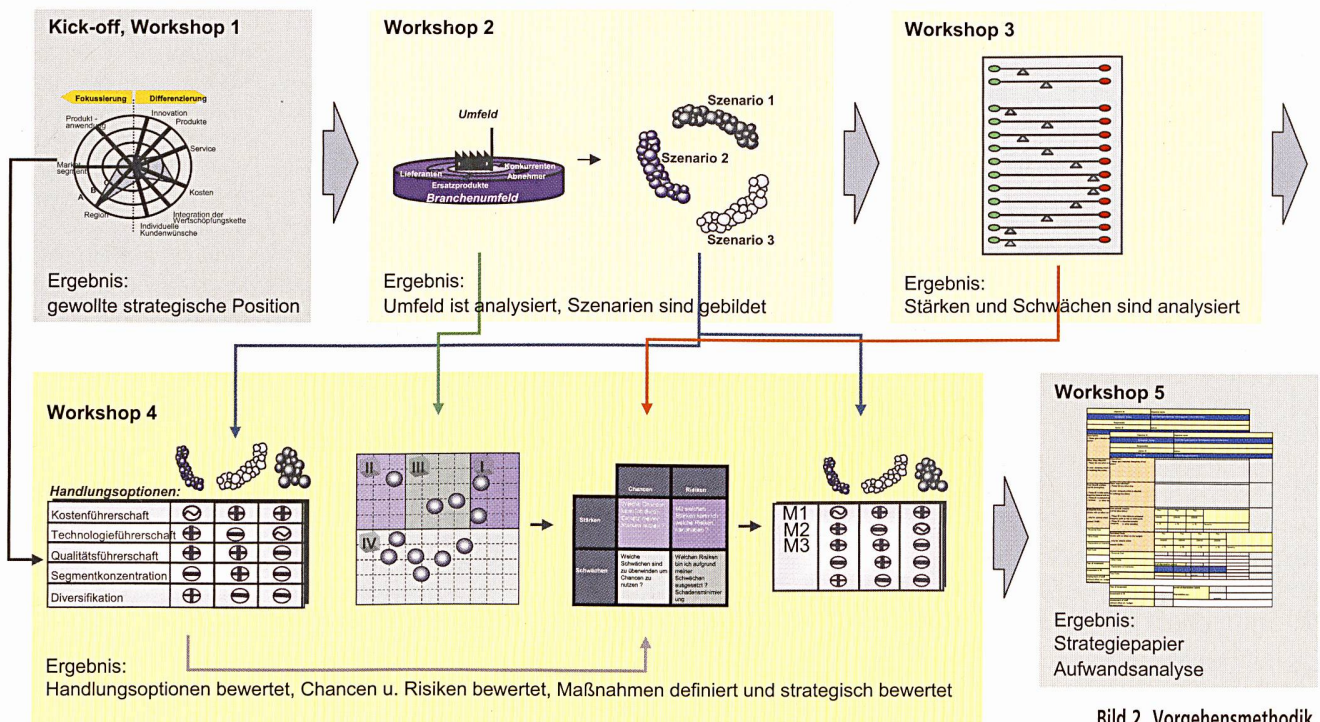 Kick-off, Workshop 1
Fokussierung
Differenzierung
Produkt -
anwendung
Innovation
Produkte
Service
Markt-
segment
Kosten
A
B
C
Region
Integration der
Wertschöpfungskette
Individuelle
Kundenwünsche
Ergebnis:
gewollte strategische Position
Workshop 2
Umfeld
Lieferanten
Konkurrenten
Abnehmer
Ersatzprodukte
Branchenumfeld
Szenario 1
Szenario 2
Szenario 3
Ergebnis:
Umfeld ist analysiert, Szenarien sind gebildet
Workshop 3
Ergebnis:
Stärken und Schwächen sind analysiert
Workshop 4
Handlungsoptionen:
Kostenführerschaft
Technologieführerschaft
Qualitätsführerschaft
Segmentkonzentration
Diversifikation
II
III
I
IV
Chancen
Risiken
Stärken
Schwächen
Welche
Schwächen sind
zu überwinden um
Chancen zu
nutzen ?
Welchen Risiken
bin ich aufgrund
meiner
Schwächen
ausgesetzt ?
Schadensminimier
ung
M1
M2
M3
Ergebnis:
Handlungsoptionen bewertet, Chancen u. Risiken bewertet, Maßnahmen definiert und strategisch bewertet
Workshop 5
Ergebnis:
Strategiepapier
Aufwandsanalyse
Bild 2. Vorgehensmethodik